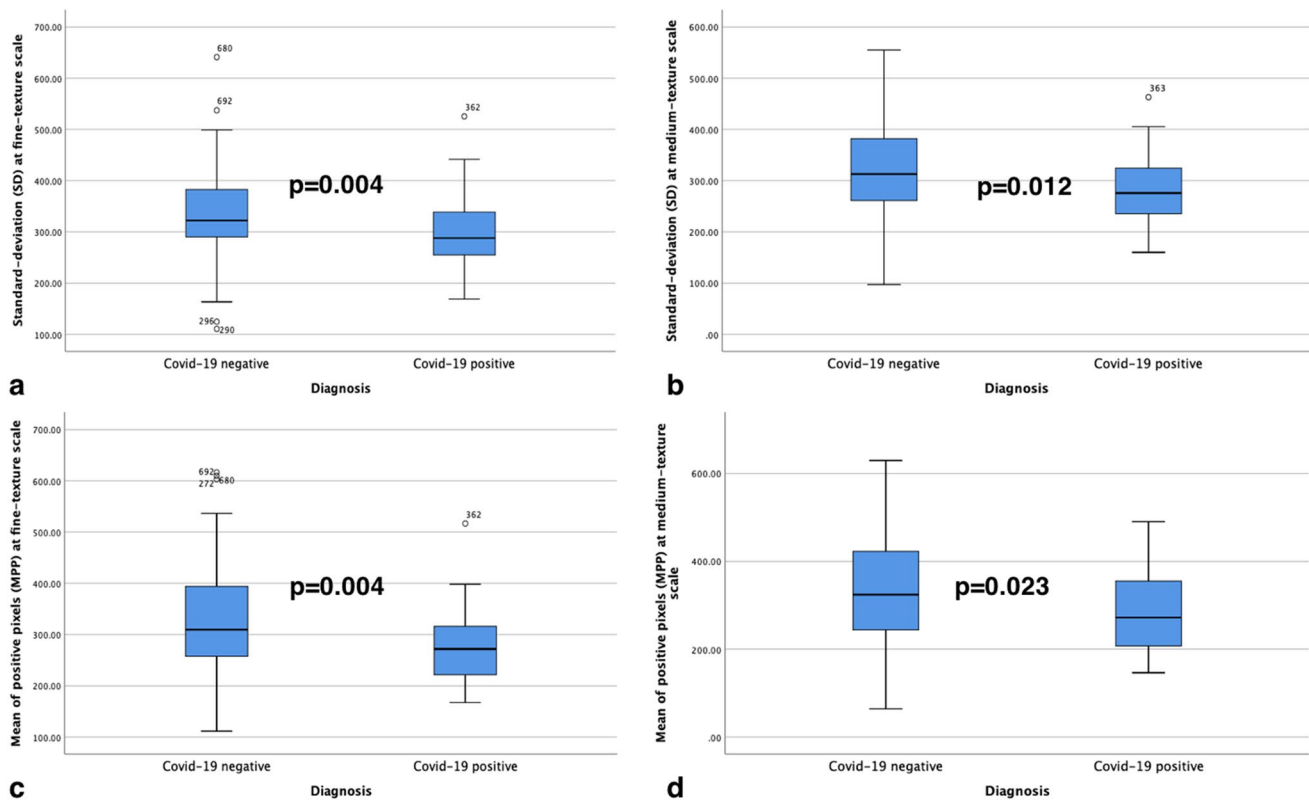 Standard-deviation (SD) at fine-texture scale
700.00
600.00
500.00
400.00
300.00
200.00
100.00
680
692
296
290
362
p=0.004
Covid-19 negative
Covid-19 positive
Diagnosis
a
Standard-deviation (SD) at medium-texture scale
600.00
500.00
400.00
300.00
200.00
100.00
.00
363
p=0.012
Covid-19 negative
Covid-19 positive
Diagnosis
b
Mean of positive pixels (MPP) at fine-texture scale
700.00
600.00
500.00
400.00
300.00
200.00
100.00
692
272
680
362
p=0.004
Covid-19 negative
Covid-19 positive
Diagnosis
c
Mean of positive pixels (MPP) at medium-texture
scale
600.00
400.00
200.00
.00
p=0.023
Covid-19 negative
Covid-19 positive
Diagnosis
d